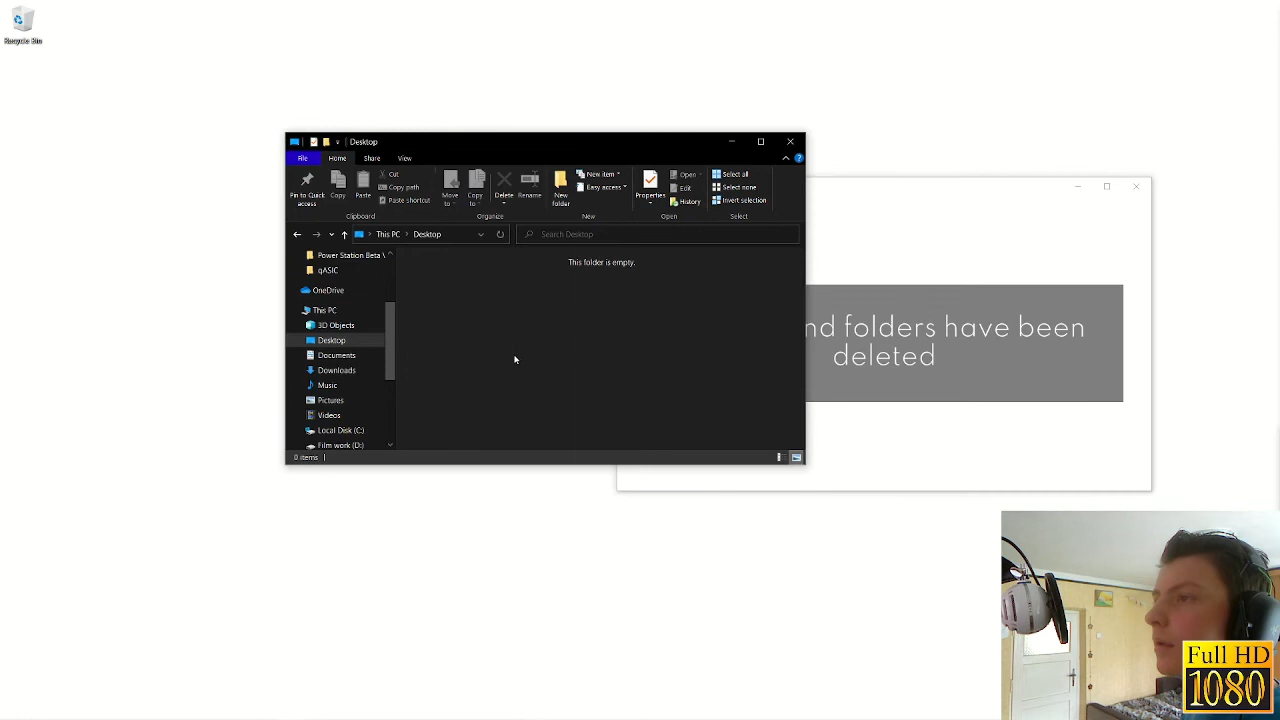 Recycle Bin
Desktop
File Home Share View
Pin to Quick access
Copy
Paste
Cut
Copy path
Paste shortcut
Clipboard
Move to
Copy to
Delete
Rename
Organize
New folder
New item
Easy access
New
Properties
Open
Edit
History
Open
Select all
Select none
Invert selection
Select
This PC > Desktop
Search Desktop
Power Station Beta
qASIC
OneDrive
This PC
3D Objects
Desktop
Documents
Downloads
Music
Pictures
Videos
Local Disk (C:)
Film work (D:)
This folder is empty.
0 items
folders have been
deleted
Full HD
1080